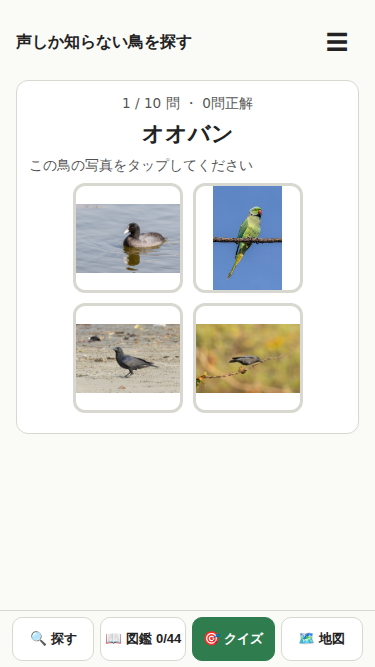 声しか知らない鳥を探す
1 / 10 問 ・ 0問正解
オオバン
この鳥の写真をタップしてください
🔍 探す
📖 図鑑 0/44
🎯 クイズ
🗺️ 地図